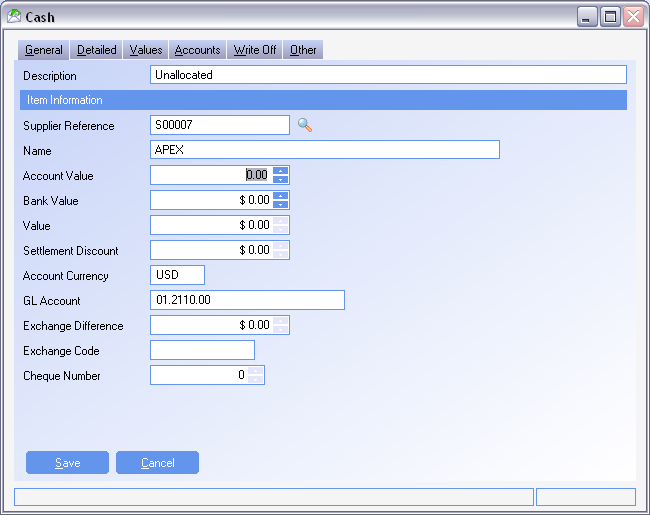 Cash
General Detailed Values Accounts Write Off Other
Description Unallocated
Item Information
Supplier Reference S00007
Name APEX
Account Value 0.00
Bank Value $ 0.00
Value $ 0.00
Settlement Discount $ 0.00
Account Currency USD
GL Account 01.2110.00
Exchange Difference $ 0.00
Exchange Code
Cheque Number 0
Save Cancel